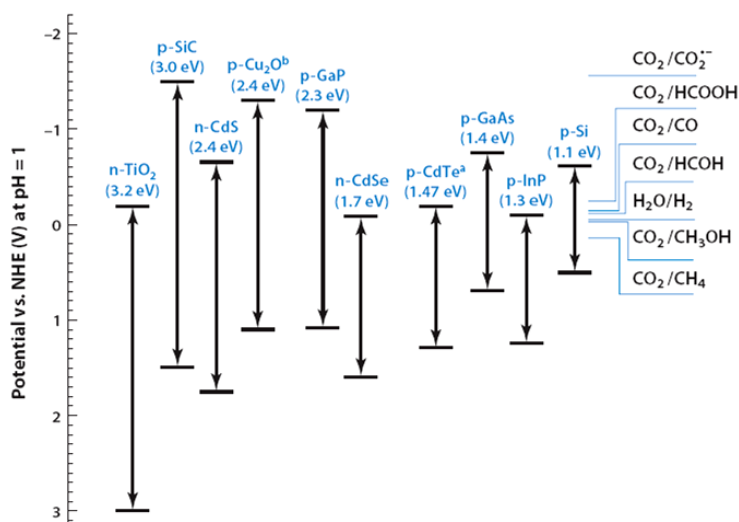 Potential vs. NHE (V) at pH = 1
−2
−1
0
1
2
3
n-TiO₂
(3.2 eV)
p-SiC
(3.0 eV)
n-CdS
(2.4 eV)
p-Cu₂Oᵇ
(2.4 eV)
p-GaP
(2.3 eV)
n-CdSe
(1.7 eV)
p-CdTeᵃ
(1.47 eV)
p-GaAs
(1.4 eV)
p-InP
(1.3 eV)
p-Si
(1.1 eV)
CO₂/CO₂•−
CO₂/HCOOH
CO₂/CO
CO₂/HCOH
H₂O/H₂
CO₂/CH₃OH
CO₂/CH₄